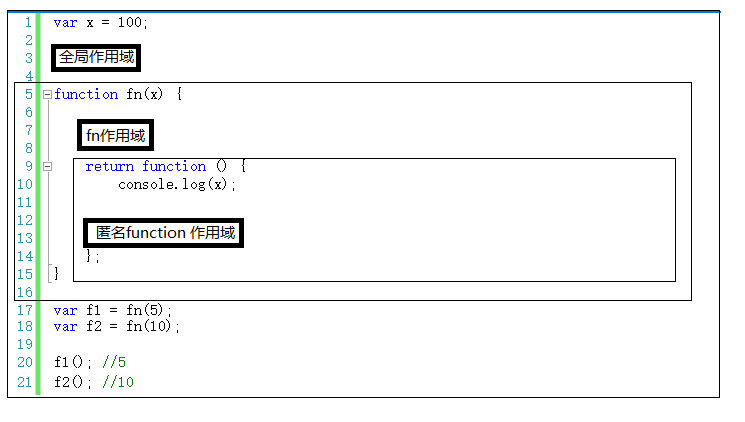 1 var x = 100;
2
3 全局作用域
4
5 function fn(x) {
6
7 fn作用域
8
9 return function () {
10 console.log(x);
11
12
13 匿名function 作用域
14 };
15 }
16
17 var f1 = fn(5);
18 var f2 = fn(10);
19
20 f1(); //5
21 f2(); //10